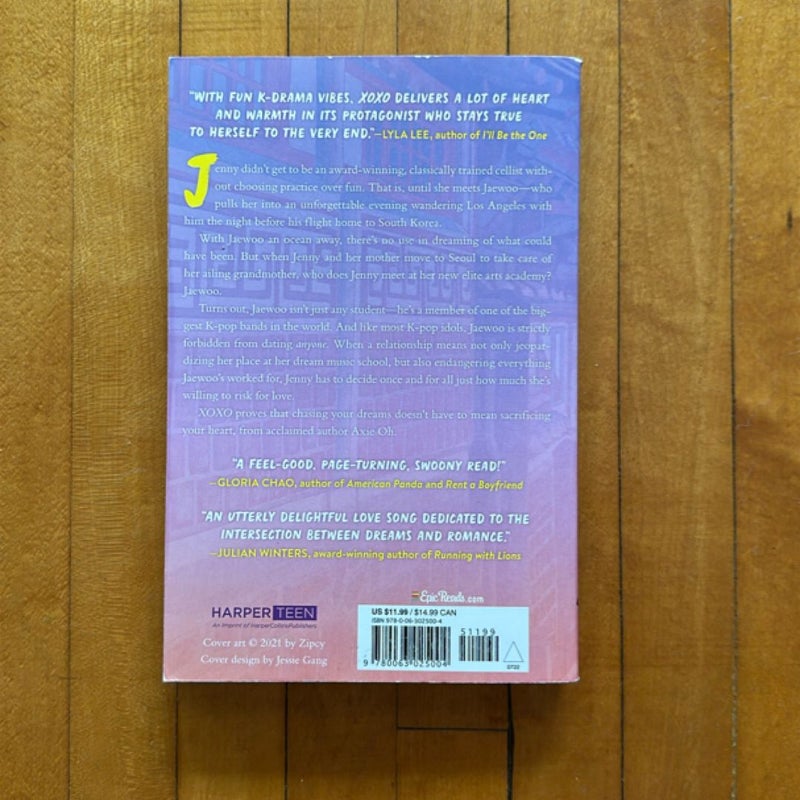 "WITH FUN K-DRAMA VIBES, XOXO DELIVERS A LOT OF HEART
AND WARMTH IN ITS PROTAGONIST WHO STAYS TRUE
TO HERSELF TO THE VERY END."—LYLA LEE, author of I'll Be the One
Jenny didn't get to be an award-winning, classically trained cellist with-
out choosing practice over fun. That is, until she meets Jaewoo—who
pulls her into an unforgettable evening wandering Los Angeles with
him the night before his flight home to South Korea.
With Jaewoo an ocean away, there's no use in dreaming of what could
have been. But when Jenny and her mother move to Seoul to take care of
her ailing grandmother, who does Jenny meet at her new elite arts academy?
Jaewoo.
Turns out, Jaewoo isn't just any student—he's a member of one of the big-
gest K-pop bands in the world. And like most K-pop idols, Jaewoo is strictly
forbidden from dating anyone. When a relationship means not only jeopar-
dizing her place at her dream music school, but also endangering everything
Jaewoo's worked for, Jenny has to decide once and for all just how much she's
willing to risk for love.
XOXO proves that chasing your dreams doesn't have to mean sacrificing
your heart, from acclaimed author Axie Oh.
"A FEEL-GOOD, PAGE-TURNING, SWOONY READ!"
—GLORIA CHAO, author of American Panda and Rent a Boyfriend
"AN UTTERLY DELIGHTFUL LOVE SONG DEDICATED TO THE
INTERSECTION BETWEEN DREAMS AND ROMANCE."
—JULIAN WINTERS, award-winning author of Running with Lions
EpicReads.com
HARPER TEEN
An Imprint of HarperCollinsPublishers
Cover art © 2021 by Zipcy
Cover design by Jessie Gang
US $11.99 / $14.99 CAN
ISBN 978-0-06-302500-4
51199
9 780063 025004
0722